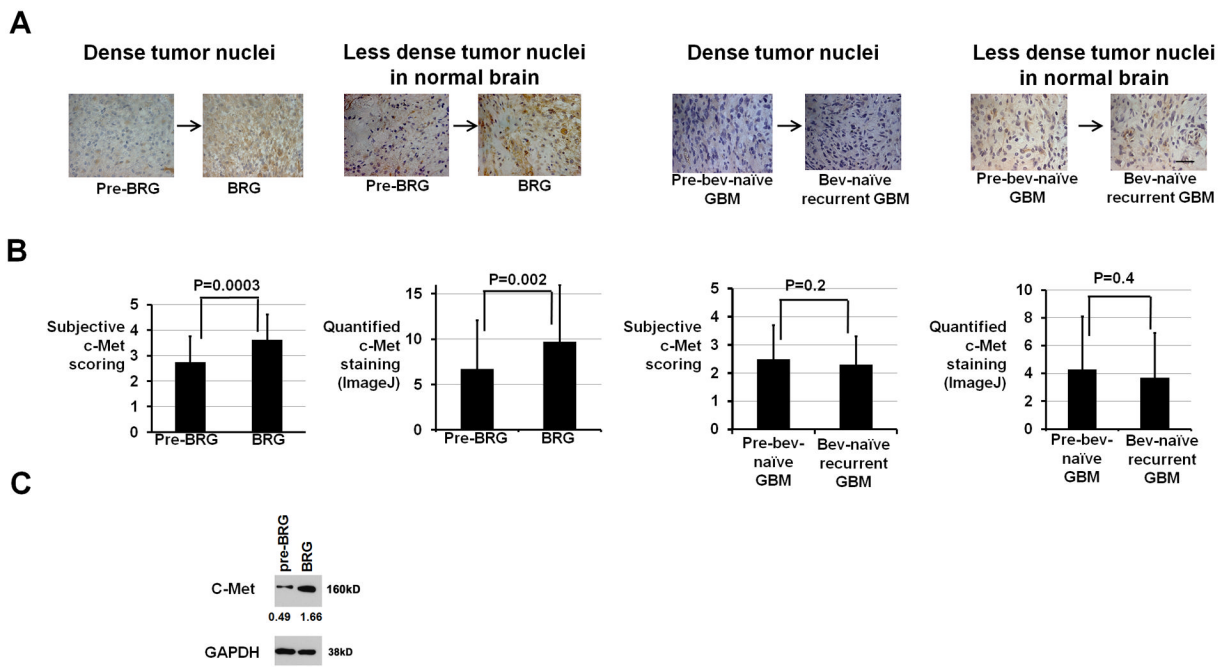 A
Dense tumor nuclei
Less dense tumor nuclei
in normal brain
Dense tumor nuclei
Less dense tumor nuclei
in normal brain
Pre-BRG
BRG
Pre-BRG
BRG
Pre-bev-naïve
GBM
Bev-naïve
recurrent GBM
Pre-bev-naïve
GBM
Bev-naïve
recurrent GBM
B
P=0.0003
Subjective
c-Met
scoring
5
4
3
2
1
0
Pre-BRG
BRG
P=0.002
Quantified
c-Met
staining
(ImageJ)
15
10
5
0
Pre-BRG
BRG
P=0.2
Subjective
c-Met
scoring
5
4
3
2
1
0
Pre-bev-
naïve
GBM
Bev-naïve
recurrent
GBM
P=0.4
Quantified
c-Met
staining
(ImageJ)
10
8
6
4
2
0
Pre-bev-
naïve
GBM
Bev-naïve
recurrent
GBM
C
pre-BRG
BRG
C-Met
160kD
0.49 1.66
GAPDH
38kD